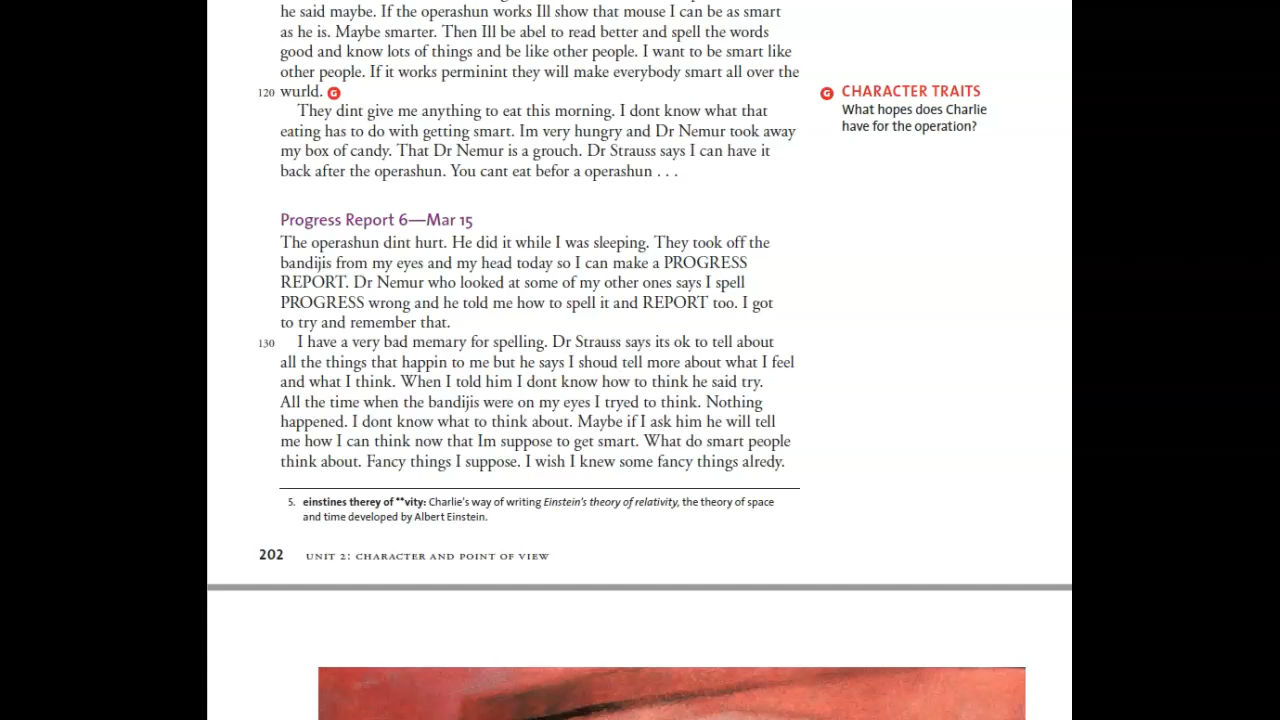 he said maybe. If the operashun works Ill show that mouse I can be as smart
as he is. Maybe smarter. Then Ill be abel to read better and spell the words
good and know lots of things and be like other people. I want to be smart like
other people. If it works perminint they will make everybody smart all over the
120 wurld. G
They dint give me anything to eat this morning. I dont know what that
eating has to do with getting smart. Im very hungry and Dr Nemur took away
my box of candy. That Dr Nemur is a grouch. Dr Strauss says I can have it
back after the operashun. You cant eat befor a operashun . . .
G CHARACTER TRAITS
What hopes does Charlie
have for the operation?
Progress Report 6—Mar 15
The operashun dint hurt. He did it while I was sleeping. They took off the
bandijis from my eyes and my head today so I can make a PROGRESS
REPORT. Dr Nemur who looked at some of my other ones says I spell
PROGRESS wrong and he told me how to spell it and REPORT too. I got
to try and remember that.
130 I have a very bad memary for spelling. Dr Strauss says its ok to tell about
all the things that happin to me but he says I shoud tell more about what I feel
and what I think. When I told him I dont know how to think he said try.
All the time when the bandijis were on my eyes I tryed to think. Nothing
happened. I dont know what to think about. Maybe if I ask him he will tell
me how I can think now that Im suppose to get smart. What do smart people
think about. Fancy things I suppose. I wish I knew some fancy things alredy.
5. einstines therey of **vity: Charlie's way of writing Einstein's theory of relativity, the theory of space
and time developed by Albert Einstein.
202 UNIT 2: CHARACTER AND POINT OF VIEW